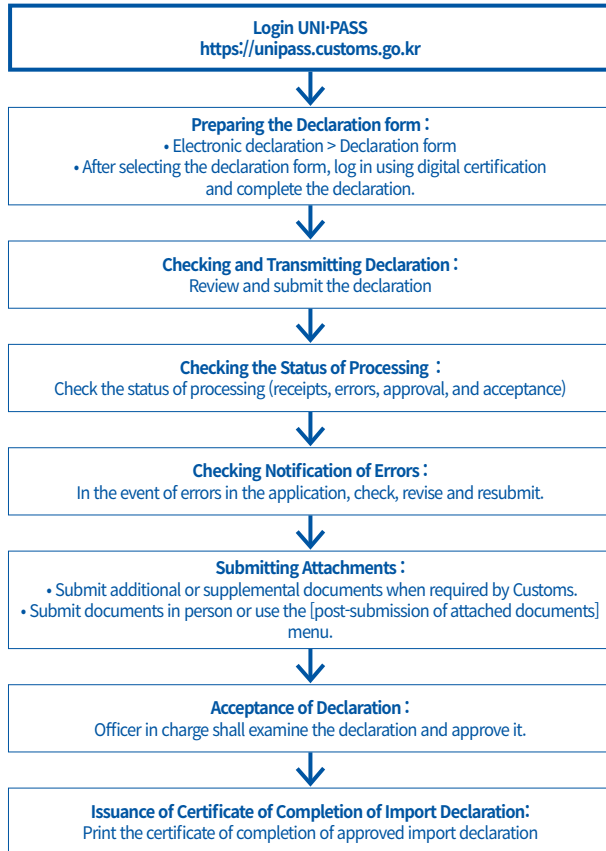 Login UNI·PASS
https://unipass.customs.go.kr
Preparing the Declaration form :
• Electronic declaration > Declaration form
• After selecting the declaration form, log in using digital certification
and complete the declaration.
Checking and Transmitting Declaration :
Review and submit the declaration
Checking the Status of Processing :
Check the status of processing (receipts, errors, approval, and acceptance)
Checking Notification of Errors :
In the event of errors in the application, check, revise and resubmit.
Submitting Attachments :
• Submit additional or supplemental documents when required by Customs.
• Submit documents in person or use the [post-submission of attached documents]
menu.
Acceptance of Declaration :
Officer in charge shall examine the declaration and approve it.
Issuance of Certificate of Completion of Import Declaration:
Print the certificate of completion of approved import declaration